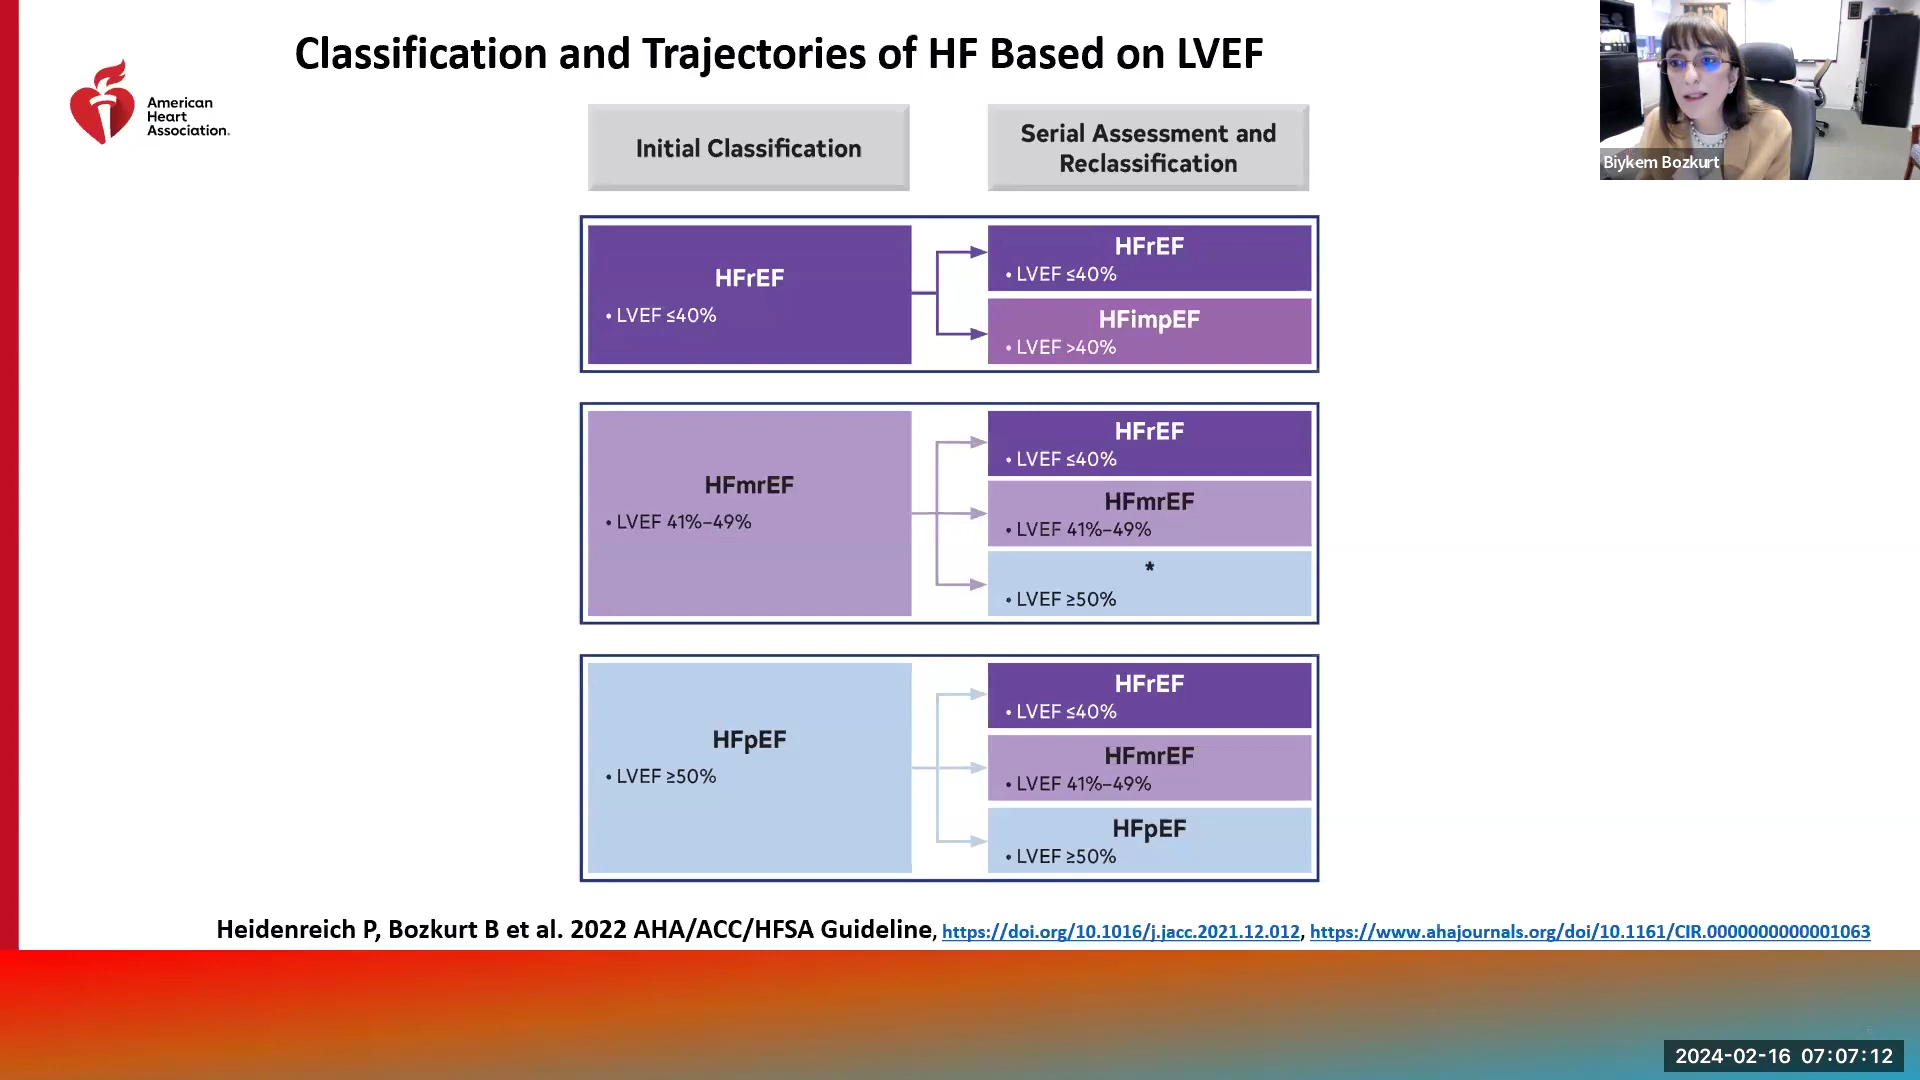 Classification and Trajectories of HF Based on LVEF
American
Heart
Association.
Biykem Bozkurt
Initial Classification
Serial Assessment and
Reclassification
HFrEF
• LVEF ≤40%
HFrEF
• LVEF ≤40%
HFimpEF
• LVEF >40%
HFmrEF
• LVEF 41%–49%
HFrEF
• LVEF ≤40%
HFmrEF
• LVEF 41%–49%
*
• LVEF ≥50%
HFpEF
• LVEF ≥50%
HFrEF
• LVEF ≤40%
HFmrEF
• LVEF 41%–49%
HFpEF
• LVEF ≥50%
Heidenreich P, Bozkurt B et al. 2022 AHA/ACC/HFSA Guideline, https://doi.org/10.1016/j.jacc.2021.12.012, https://www.ahajournals.org/doi/10.1161/CIR.0000000000001063
2024-02-16 07:07:12